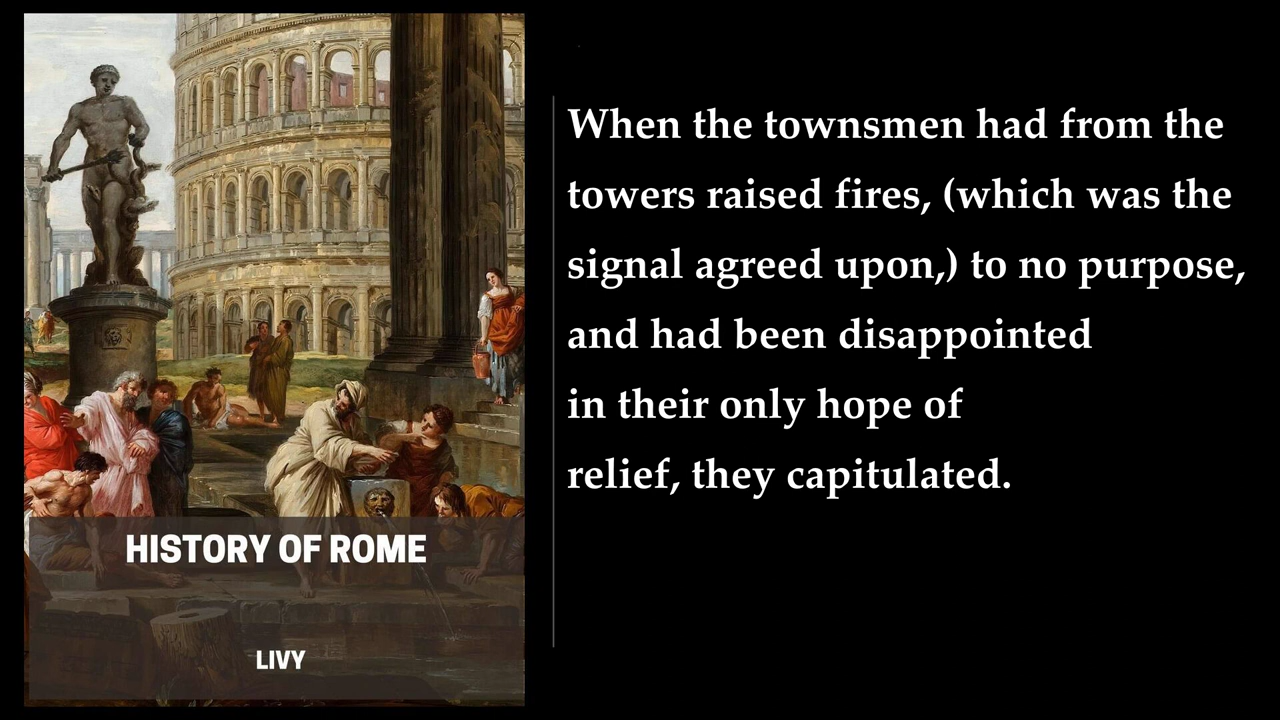 HISTORY OF ROME
LIVY
When the townsmen had from the
towers raised fires, (which was the
signal agreed upon,) to no purpose,
and had been disappointed
in their only hope of
relief, they capitulated.